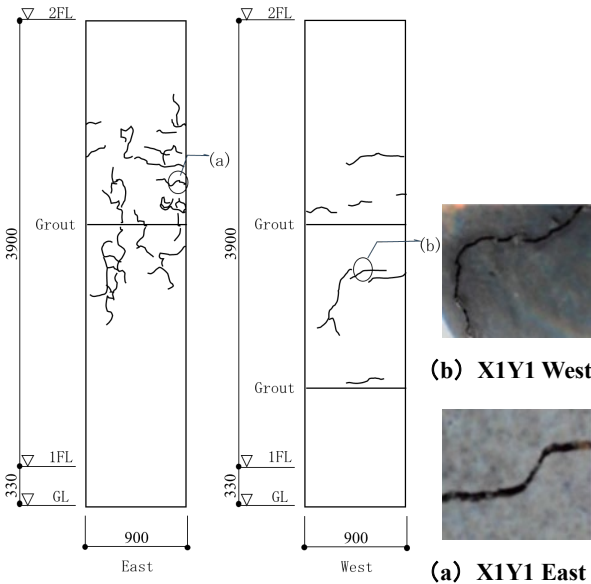 2FL
(a)
Grout
3900
1FL
330
GL
900
East
2FL
Grout
(b)
3900
Grout
1FL
330
GL
900
West
(b) X1Y1 West
(a) X1Y1 East